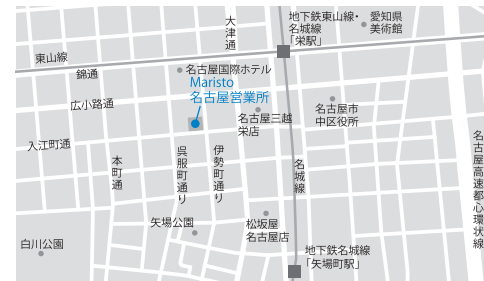 大津通
地下鉄東山線・
名城線
「栄駅」
愛知県
美術館
東山線
錦通
名古屋国際ホテル
Maristo
名古屋営業所
広小路通
名古屋三越
栄店
名古屋市
中区役所
入江町通
本町通
呉服町通り
伊勢町通り
名城線
名古屋高速都心環状線
矢場公園
松坂屋
名古屋店
白川公園
地下鉄名城線
「矢場町駅」